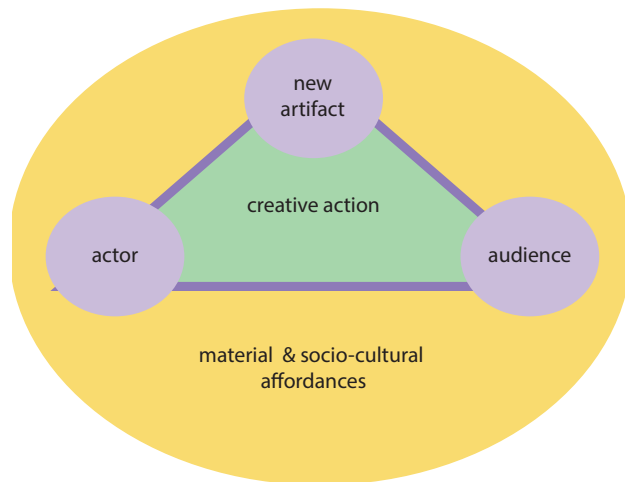 new
artifact
creative action
actor
audience
material & socio-cultural
affordances